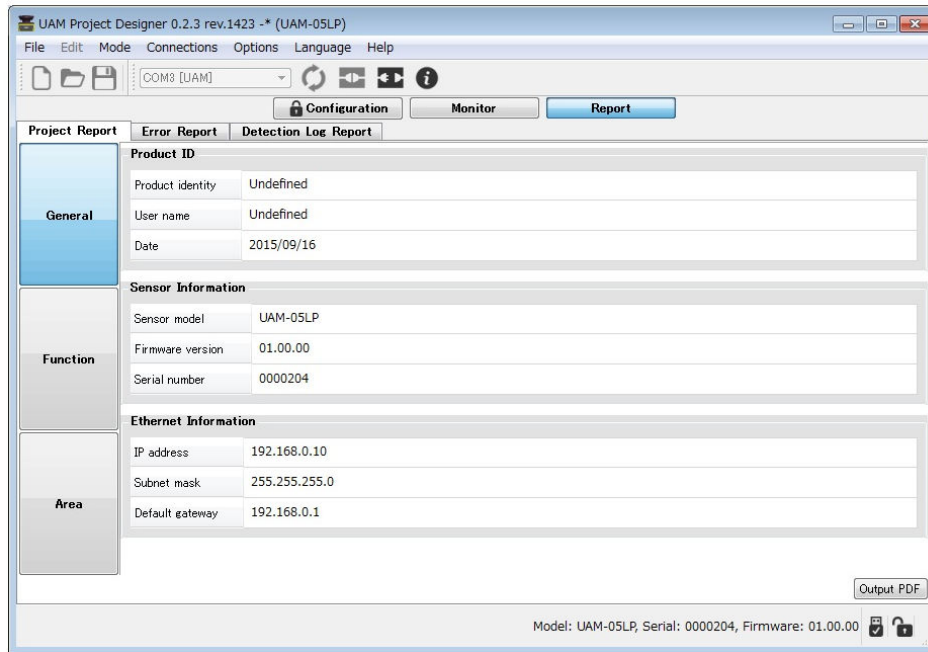 UAM Project Designer 0.2.3 rev.1423 -* (UAM-05LP)
File Edit Mode Connections Options Language Help
COM3 [UAM]
Configuration Monitor Report
Project Report Error Report Detection Log Report
General
Function
Area
Product ID
Product identity Undefined
User name Undefined
Date 2015/09/16
Sensor Information
Sensor model UAM-05LP
Firmware version 01.00.00
Serial number 0000204
Ethernet Information
IP address 192.168.0.10
Subnet mask 255.255.255.0
Default gateway 192.168.0.1
Output PDF
Model: UAM-05LP, Serial: 0000204, Firmware: 01.00.00